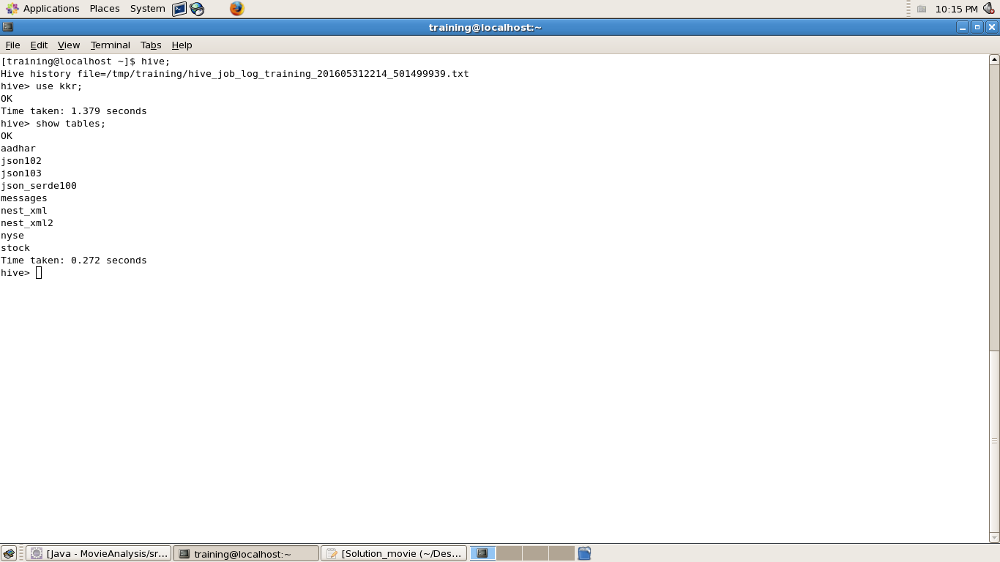 Applications Places System 10:15 PM
training@localhost:~
File Edit View Terminal Tabs Help
[training@localhost ~]$ hive;
Hive history file=/tmp/training/hive_job_log_training_201605312214_501499939.txt
hive> use kkr;
OK
Time taken: 1.379 seconds
hive> show tables;
OK
aadhar
json102
json103
json_serde100
messages
nest_xml
nest_xml2
nyse
stock
Time taken: 0.272 seconds
hive>
[Java - MovieAnalysis/sr... training@localhost:~ [Solution_movie (~/Des...